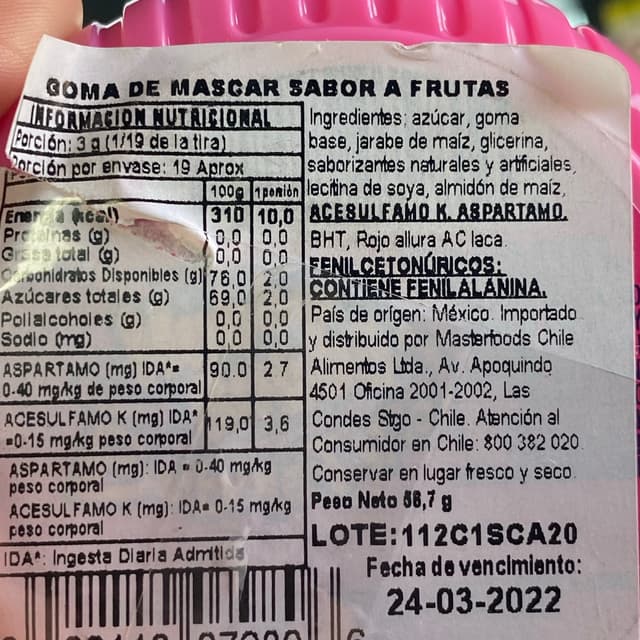 GOMA DE MASCAR SABOR A FRUTAS
INFORMACION NUTRICIONAL
Porción: 3 g (1/19 de la tira)
Porción por envase: 19 Aprox
100g 1 porción
Energía (kcal) 310 10,0
Proteínas (g) 0,0 0,0
Grasa total (g) 0,0 0,0
Carbohidratos Disponibles (g) 76,0 2,0
Azúcares totales (g) 69,0 2,0
Polialcoholes (g) 0,0 0,0
Sodio (mg) 0,0 0,0
ASPARTAMO (mg) IDA*= 90.0 2.7
0-40 mg/kg de peso corporal
ACESULFAMO K (mg) IDA* 119,0 3,6
=0-15 mg/kg peso corporal
ASPARTAMO (mg): IDA = 0-40 mg/kg
peso corporal
ACESULFAMO K (mg): IDA= 0-15 mg/kg
peso corporal
IDA*: Ingesta Diaria Admitida
Ingredientes: azúcar, goma
base, jarabe de maíz, glicerina,
saborizantes naturales y artificiales,
lecitina de soya, almidón de maíz,
ACESULFAMO K, ASPARTAMO,
BHT, Rojo allura AC laca.
FENILCETONÚRICOS:
CONTIENE FENILALANINA.
País de orígen: México. Importado
y distribuido por Masterfoods Chile
Alimentos Ltda., Av. Apoquindo
4501 Oficina 2001-2002, Las
Condes Stgo - Chile. Atención al
Consumidor en Chile: 800 382 020.
Conservar en lugar fresco y seco.
Peso Neto 56,7 g
LOTE:112C1SCA20
Fecha de vencimiento:
24-03-2022